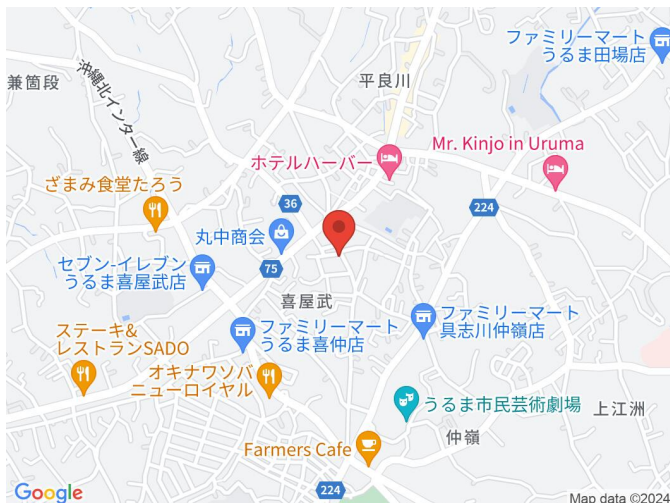 ファミリーマート
うるま田場店
兼箇段
平良川
沖縄北インター線
ホテルハーバー
Mr. Kinjo in Uruma
ざまみ食堂たろう
36
224
丸中商会
セブン-イレブン
うるま喜屋武店
75
喜屋武
ファミリーマート
具志川仲嶺店
ステーキ&
レストランSADO
ファミリーマート
うるま喜仲店
オキナワソバ
ニューロイヤル
うるま市民芸術劇場
上江洲
仲嶺
Farmers Cafe
224
Google
Map data ©2024